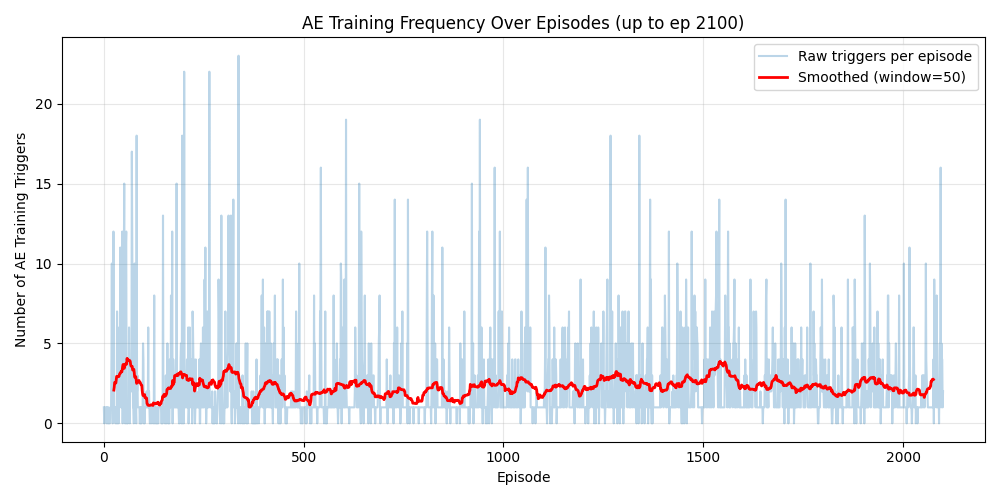 AE Training Frequency Over Episodes (up to ep 2100)
Raw triggers per episode
Smoothed (window=50)
Number of AE Training Triggers
20
15
10
5
0
0 500 1000 1500 2000
Episode